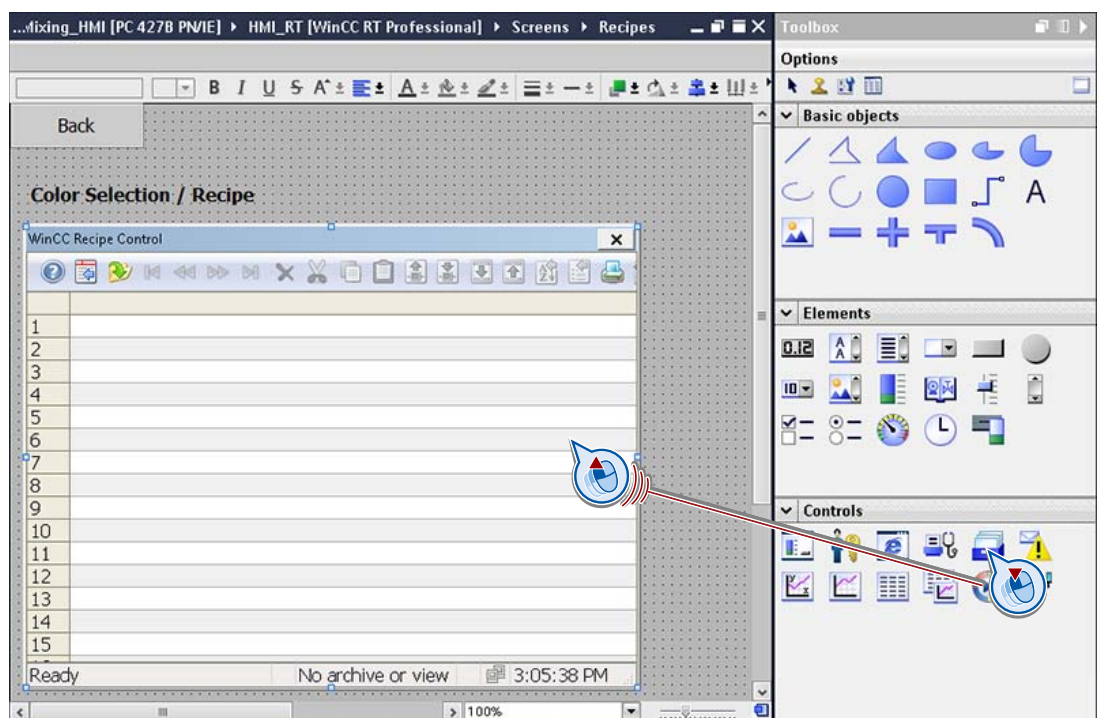 ...Mixing_HMI [PC 427B PN/IE] ▸ HMI_RT [WinCC RT Professional] ▸ Screens ▸ Recipes
Toolbox
Options
B I U S A
A
Back
Basic objects
A
Color Selection / Recipe
WinCC Recipe Control
Elements
0.12
10
1
2
3
4
5
6
7
8
9
10
11
12
13
14
15
Controls
Ready No archive or view 3:05:38 PM
100%